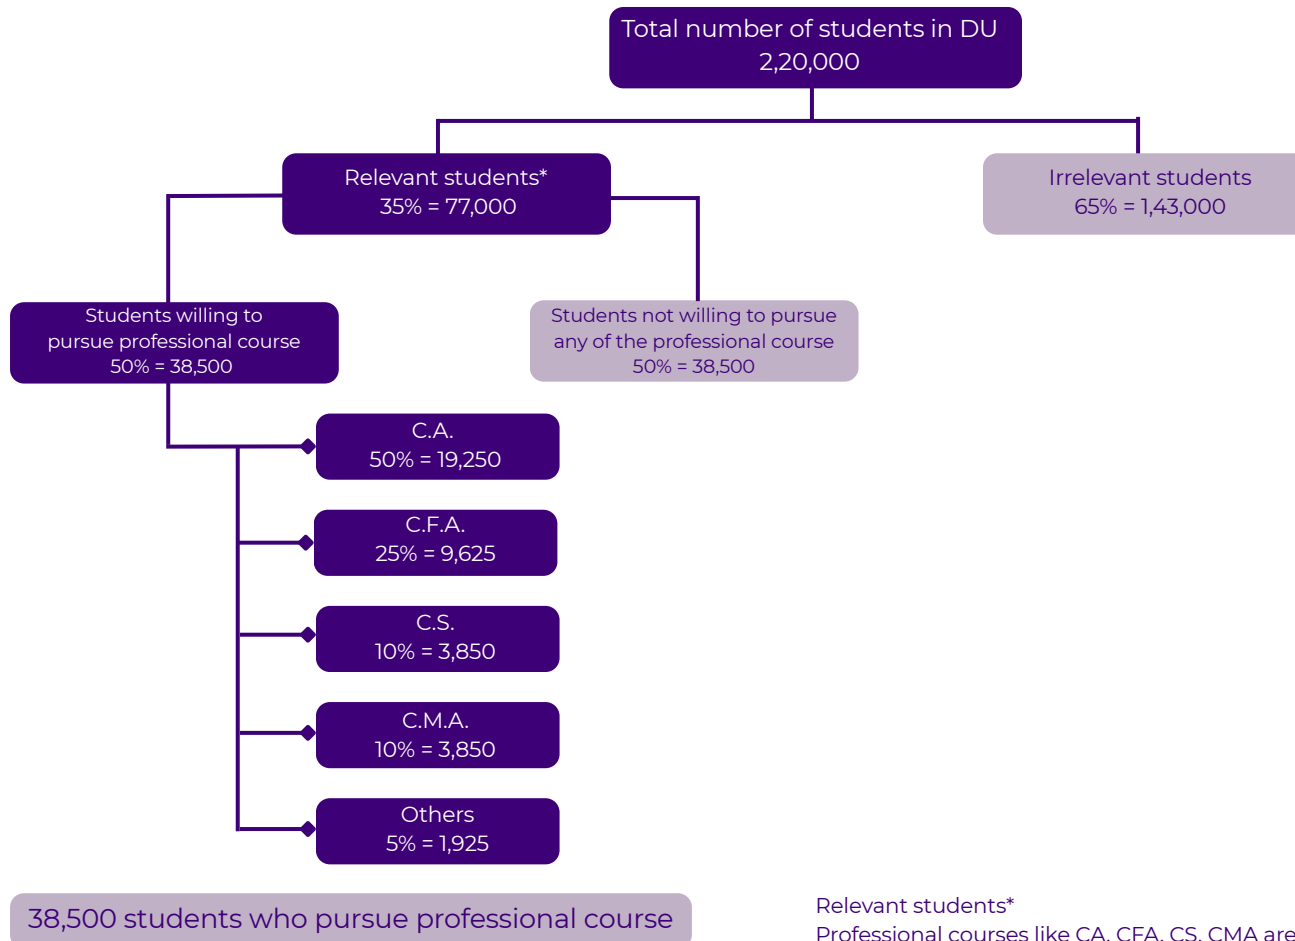 Total number of students in DU
2,20,000
Relevant students*
35% = 77,000
Irrelevant students
65% = 1,43,000
Students willing to
pursue professional course
50% = 38,500
Students not willing to pursue
any of the professional course
50% = 38,500
C.A.
50% = 19,250
C.F.A.
25% = 9,625
C.S.
10% = 3,850
C.M.A.
10% = 3,850
Others
5% = 1,925
38,500 students who pursue professional course
Relevant students*
Professional courses like CA, CFA, CS, CMA are